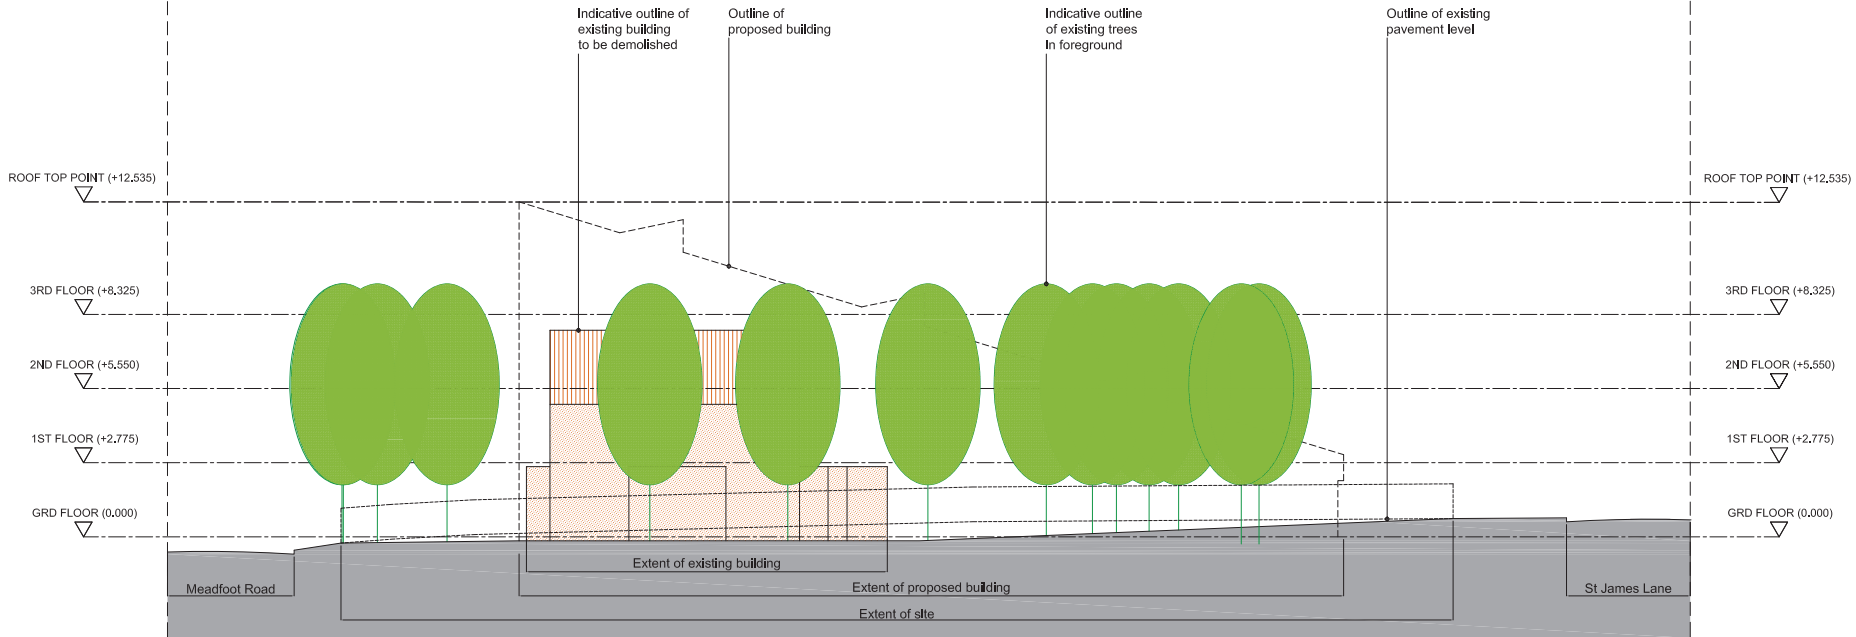 Indicative outline of
existing building
to be demolished
Outline of
proposed building
Indicative outline
of existing trees
In foreground
Outline of existing
pavement level
ROOF TOP POINT (+12.535)
ROOF TOP POINT (+12.535)
3RD FLOOR (+8.325)
3RD FLOOR (+8.325)
2ND FLOOR (+5.550)
2ND FLOOR (+5.550)
1ST FLOOR (+2.775)
1ST FLOOR (+2.775)
GRD FLOOR (0.000)
GRD FLOOR (0.000)
Extent of existing building
Meadfoot Road
Extent of proposed building
St James Lane
Extent of site